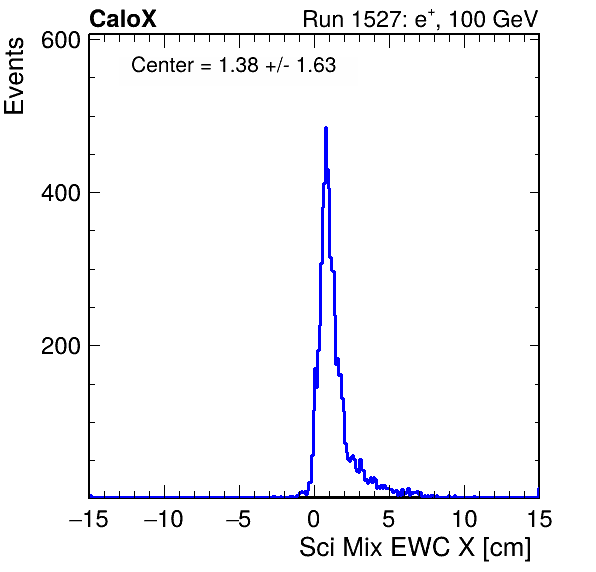 CaloX Run 1527: e⁺, 100 GeV
Events
Center = 1.38 +/- 1.63
600
400
200
−15 −10 −5 0 5 10 15
Sci Mix EWC X [cm]